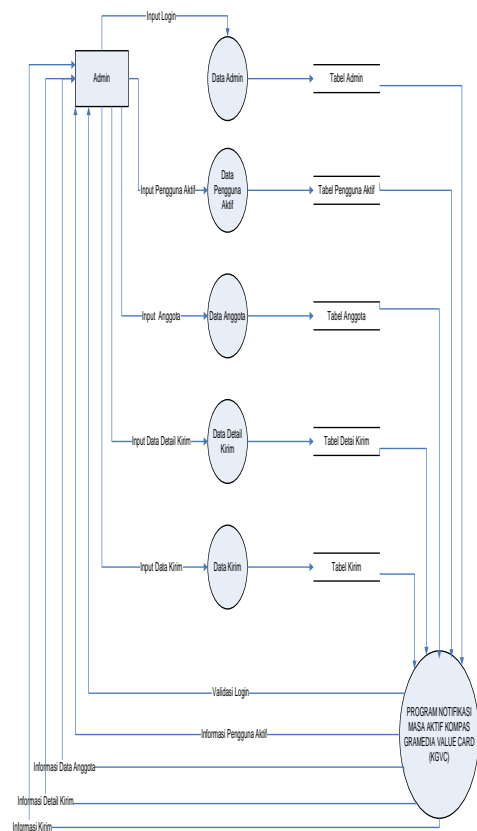 Input Login
Admin
Data Admin
Tabel Admin
Input Pengguna Aktif
Data
Pengguna
Aktif
Tabel Pengguna Aktif
Input Anggota
Data Anggota
Tabel Anggota
Input Data Detail Kirim
Data Detail
Kirim
Tabel Detai Kirim
Input Data Kirim
Data Kirim
Tabel Kirim
Validasi Login
PROGRAM NOTIFIKASI
MASA AKTIF KOMPAS
GRAMEDIA VALUE CARD
(KGVC)
Informasi Pengguna Aktif
Informasi Data Anggota
Informasi Detail Kirim
Informasi Kirim